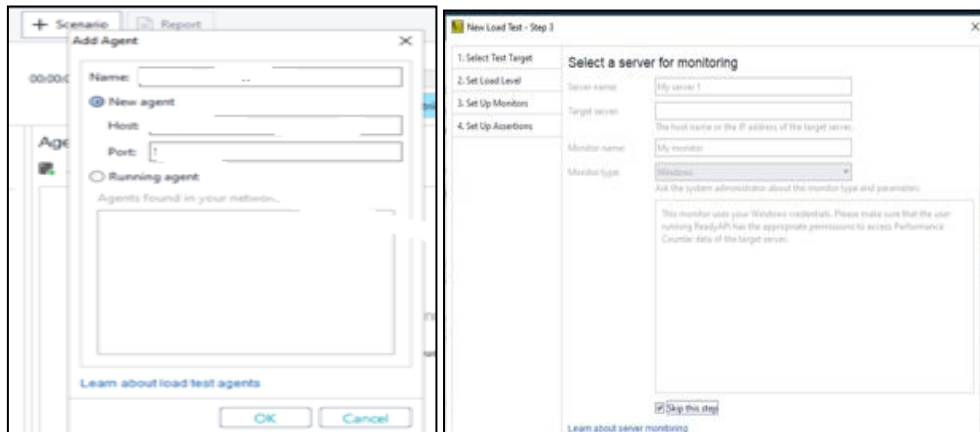 + Scenario Report
Add Agent
00:00:0
Name:
New agent
Host:
Port:
Running agent
Agents found in your network...
Learn about load test agents
OK Cancel
New Load Test - Step 3
1. Select Test Target
2. Set Load Level
3. Set Up Monitors
4. Set Up Assertions
Select a server for monitoring
Server name: My server 1
Target server:
The host name or the IP address of the target server.
Monitor name: My monitor
Monitor type: Windows
Ask the system administrator about the monitor type and parameters
This monitor uses your Windows credentials. Please make sure that the user
running ReadyAPI has the appropriate permissions to access Performance
Counter data of the target server.
Skip this step
Learn about server monitoring